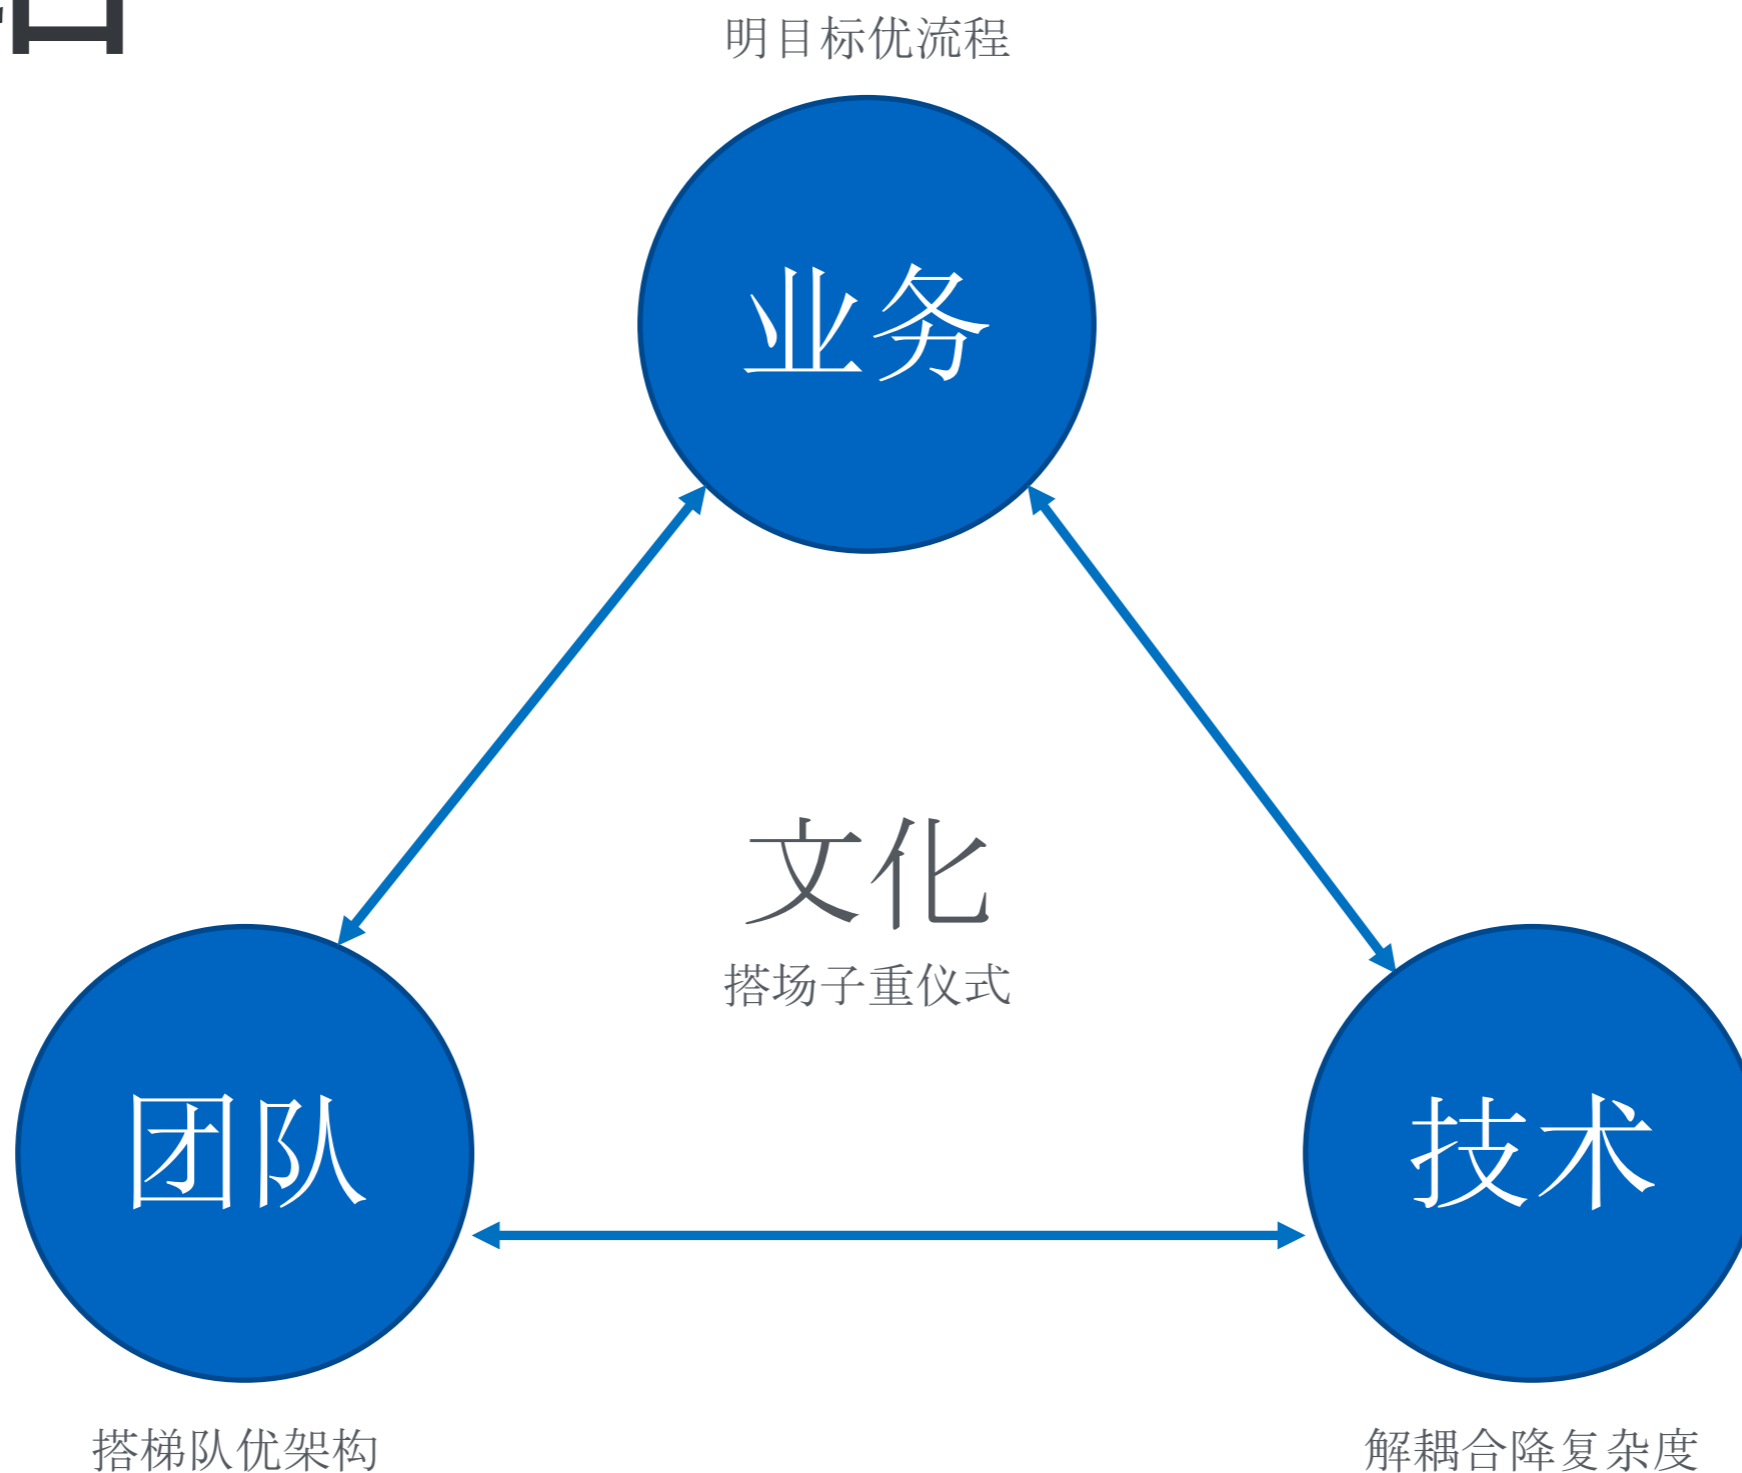 明目标优流程
业务
文化
搭场子重仪式
团队
技术
搭梯队优架构
解耦合降复杂度